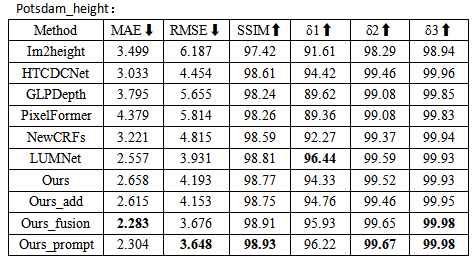 Potsdam_height：
Method MAE⬇ RMSE⬇ SSIM⬆ δ1⬆ δ2⬆ δ3⬆
Im2height 3.499 6.187 97.42 91.61 98.29 98.94
HTCDCNet 3.033 4.454 98.61 94.42 99.46 99.96
GLPDepth 3.795 5.655 98.24 89.62 99.08 99.85
PixelFormer 4.379 5.814 98.26 89.36 99.08 99.83
NewCRFs 3.221 4.815 98.59 92.27 99.37 99.94
LUMNet 2.557 3.931 98.81 96.44 99.59 99.93
Ours 2.658 4.193 98.77 94.33 99.52 99.93
Ours_add 2.615 4.153 98.75 94.76 99.46 99.95
Ours_fusion 2.283 3.676 98.91 95.93 99.65 99.98
Ours_prompt 2.304 3.648 98.93 96.22 99.67 99.98